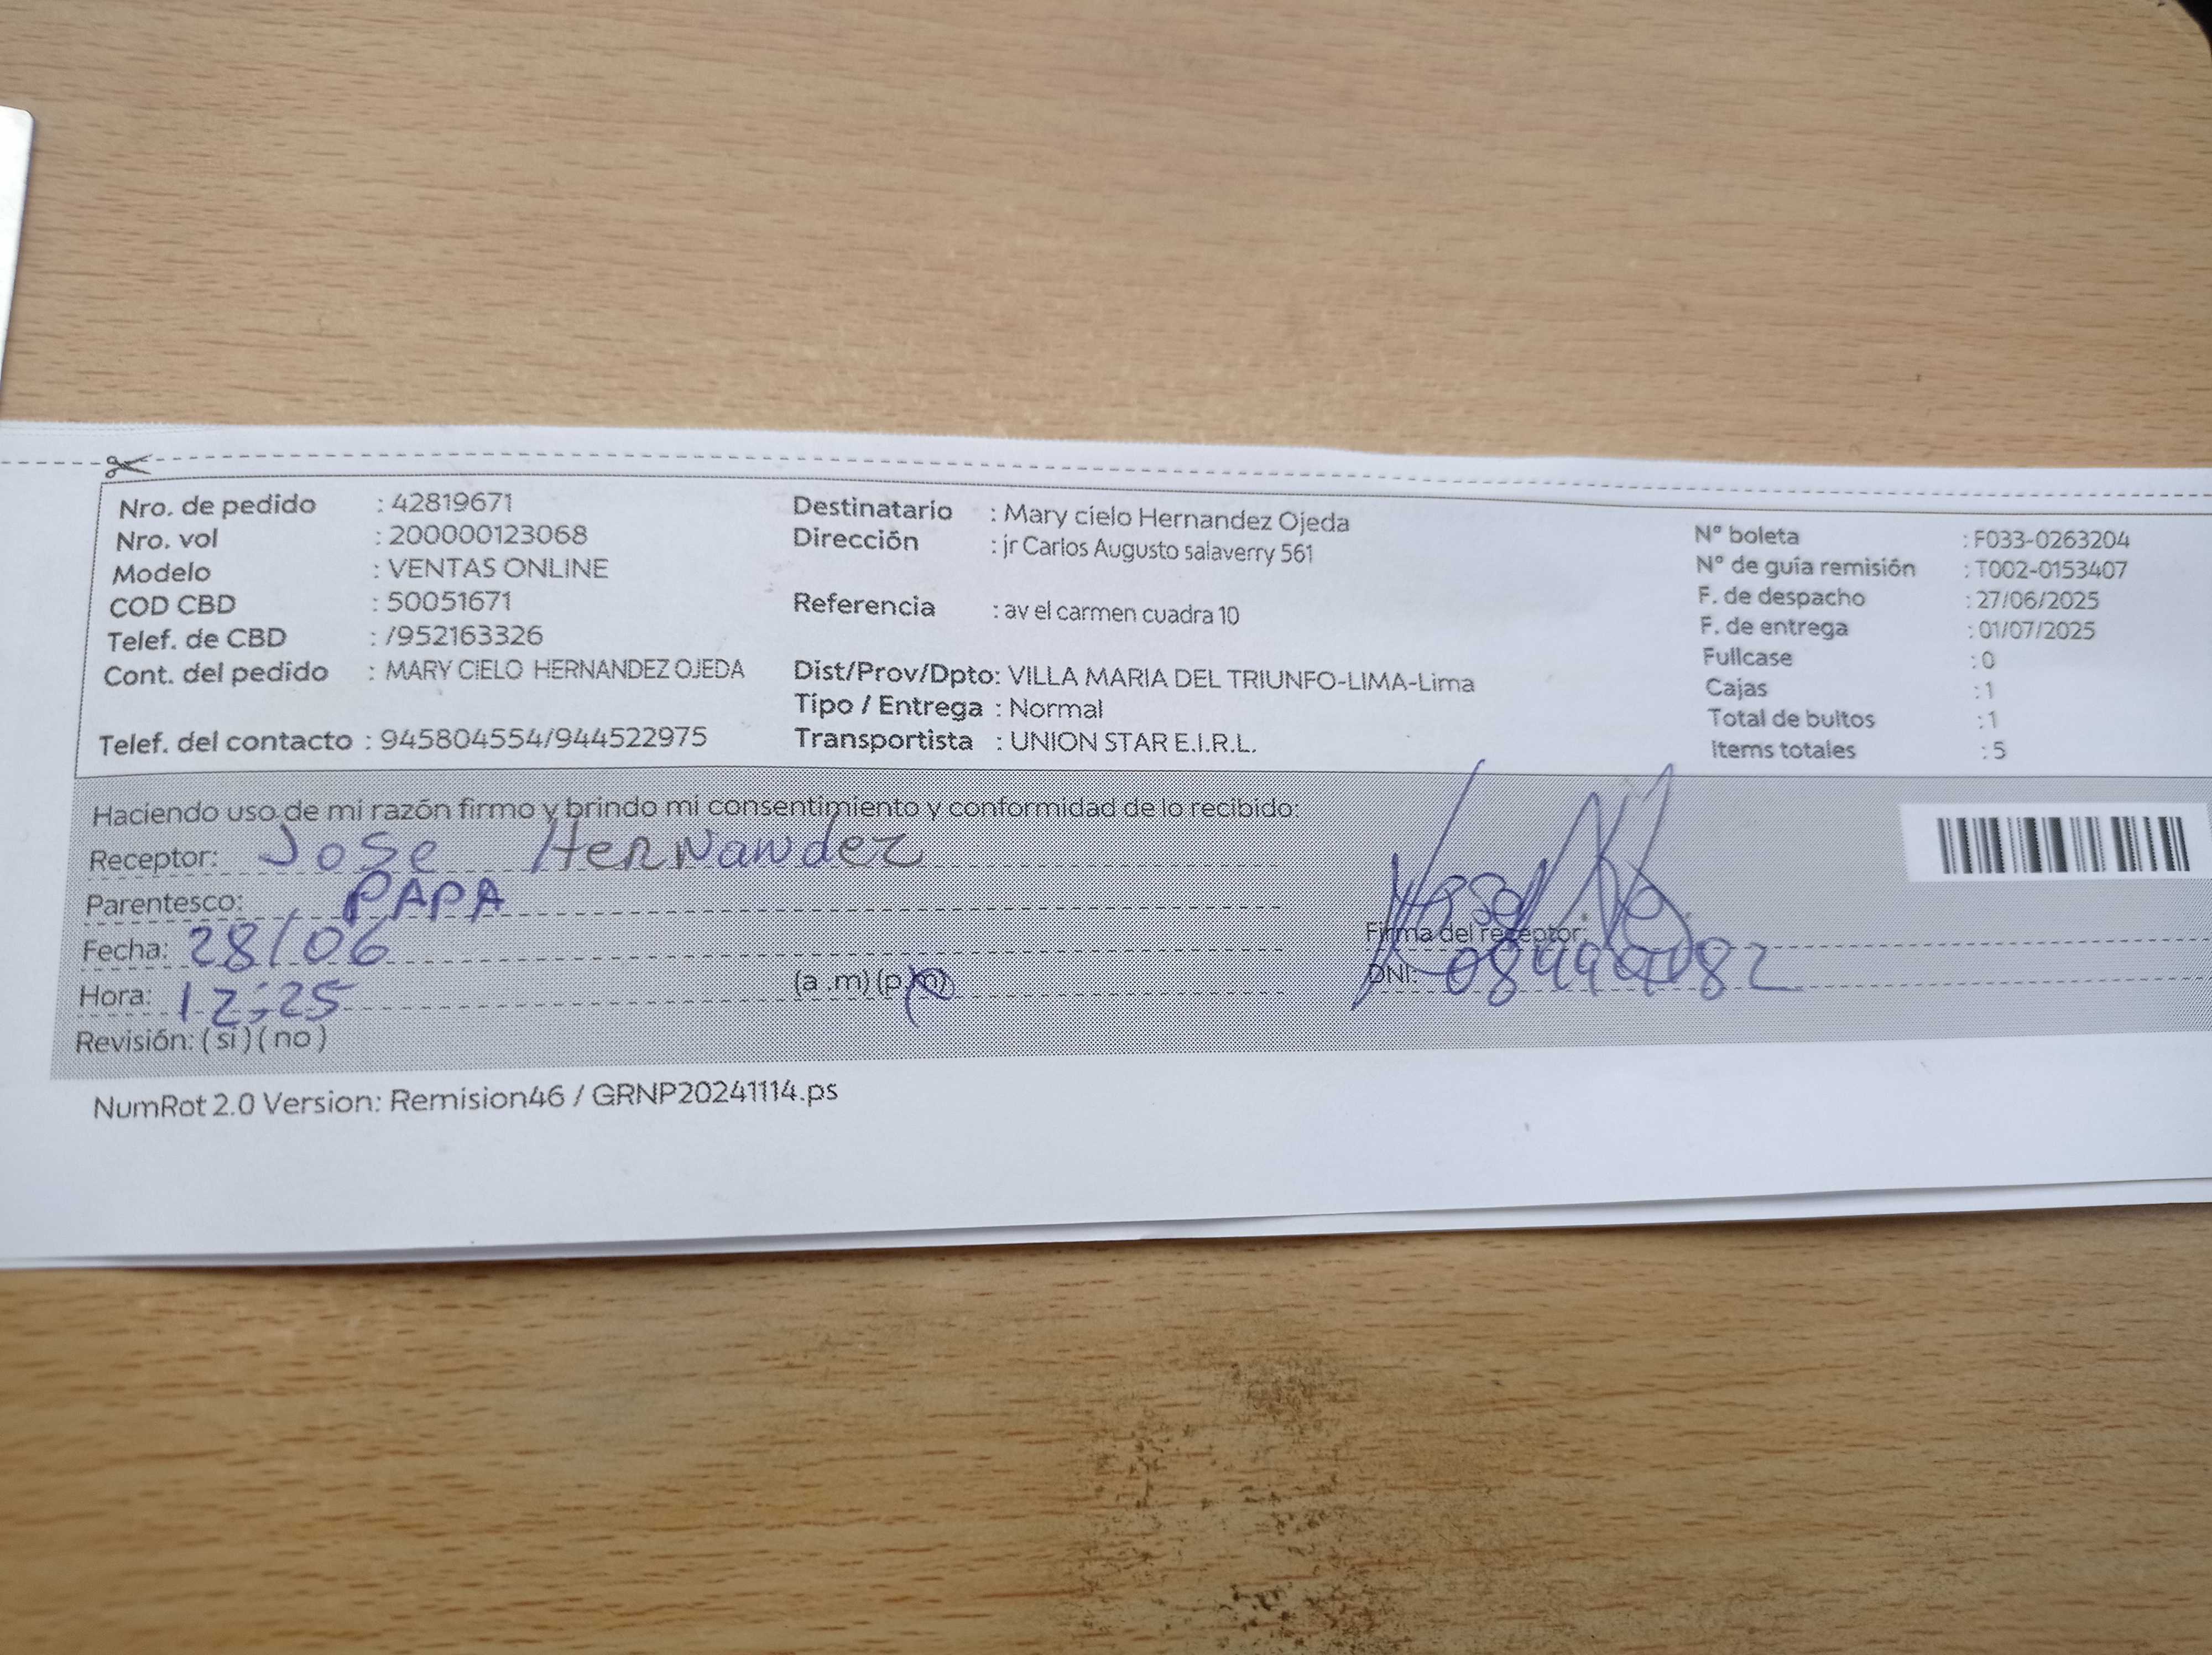 Nro. de pedido : 42819671
Nro. vol : 200000123068
Modelo : VENTAS ONLINE
COD CBD : 50051671
Telef. de CBD : /952163326
Cont. del pedido : MARY CIELO HERNANDEZ OJEDA
Telef. del contacto : 945804554/944522975
Destinatario : Mary cielo Hernandez Ojeda
Dirección : jr Carlos Augusto salaverry 561
Referencia : av el carmen cuadra 10
Dist/Prov/Dpto: VILLA MARIA DEL TRIUNFO-LIMA-Lima
Tipo / Entrega : Normal
Transportista : UNION STAR E.I.R.L.
N° boleta : F033-0263204
N° de guía remisión : T002-0153407
F. de despacho : 27/06/2025
F. de entrega : 01/07/2025
Fullcase : 0
Cajas : 1
Total de bultos : 1
Items totales : 5
Haciendo uso de mi razón firmo y brindo mi consentimiento y conformidad de lo recibido:
Receptor: Jose Hernandez
Parentesco: PAPA
Fecha: 28/06
Hora: 12:25 (a .m) (p.m)
Revisión: ( si ) ( no )
Firma del receptor:
DNI:
NumRot 2.0 Version: Remision46 / GRNP20241114.ps